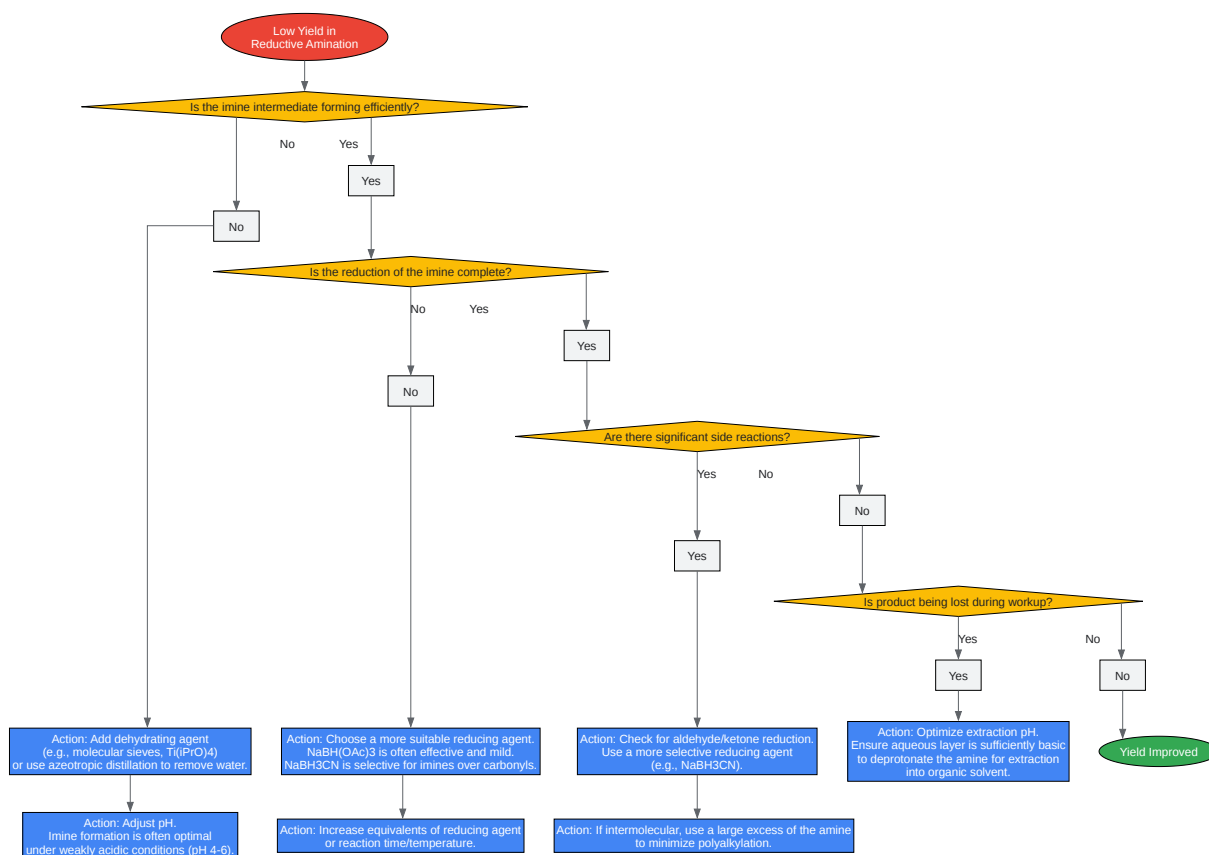 Low Yield in
Reductive Amination
Is the imine intermediate forming efficiently?
No
Yes
Yes
No
Is the reduction of the imine complete?
No
Yes
Yes
No
Are there significant side reactions?
Yes
No
No
Yes
Is product being lost during workup?
Yes
No
Yes
No
Action: Add dehydrating agent
(e.g., molecular sieves, Ti(iPrO)4)
or use azeotropic distillation to remove water.
Action: Choose a more suitable reducing agent.
NaBH(OAc)3 is often effective and mild.
NaBH3CN is selective for imines over carbonyls.
Action: Check for aldehyde/ketone reduction.
Use a more selective reducing agent
(e.g., NaBH3CN).
Action: Optimize extraction pH.
Ensure aqueous layer is sufficiently basic
to deprotonate the amine for extraction
into organic solvent.
Yield Improved
Action: Adjust pH.
Imine formation is often optimal
under weakly acidic conditions (pH 4-6).
Action: Increase equivalents of reducing agent
or reaction time/temperature.
Action: If intermolecular, use a large excess of the amine
to minimize polyalkylation.